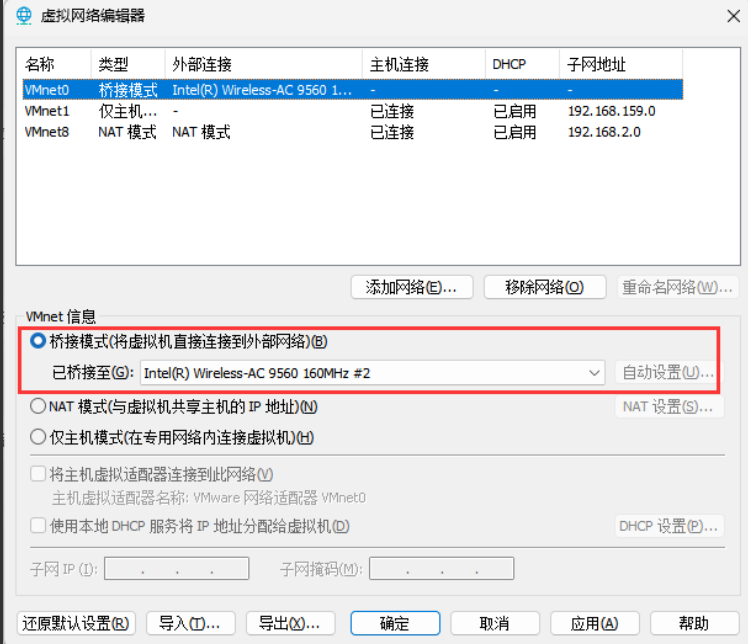 虚拟网络编辑器
名称 类型 外部连接 主机连接 DHCP 子网地址
VMnet0 桥接模式 Intel(R) Wireless-AC 9560 1... - - -
VMnet1 仅主机... - 已连接 已启用 192.168.159.0
VMnet8 NAT 模式 NAT 模式 已连接 已启用 192.168.2.0
添加网络(E)... 移除网络(O) 重命名网络(W)...
VMnet 信息
桥接模式(将虚拟机直接连接到外部网络)(B)
已桥接至(G): Intel(R) Wireless-AC 9560 160MHz #2 自动设置(U)...
NAT 模式(与虚拟机共享主机的 IP 地址)(N) NAT 设置(S)...
仅主机模式(在专用网络内连接虚拟机)(H)
将主机虚拟适配器连接到此网络(V)
主机虚拟适配器名称: VMware 网络适配器 VMnet0
使用本地 DHCP 服务将 IP 地址分配给虚拟机(D) DHCP 设置(P)...
子网 IP (I): . . . 子网掩码(M): . . .
还原默认设置(R) 导入(T)... 导出(X)... 确定 取消 应用(A) 帮助